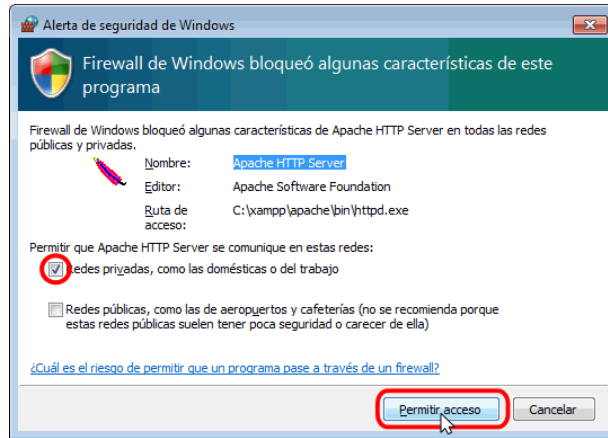 Alerta de seguridad de Windows
Firewall de Windows bloqueó algunas características de este
programa
Firewall de Windows bloqueó algunas características de Apache HTTP Server en todas las redes
públicas y privadas.
Nombre: Apache HTTP Server
Editor: Apache Software Foundation
Ruta de C:\xampp\apache\bin\httpd.exe
acceso:
Permitir que Apache HTTP Server se comunique en estas redes:
Redes privadas, como las domésticas o del trabajo
Redes públicas, como las de aeropuertos y cafeterías (no se recomienda porque
estas redes públicas suelen tener poca seguridad o carecer de ella)
¿Cuál es el riesgo de permitir que un programa pase a través de un firewall?
Permitir acceso Cancelar